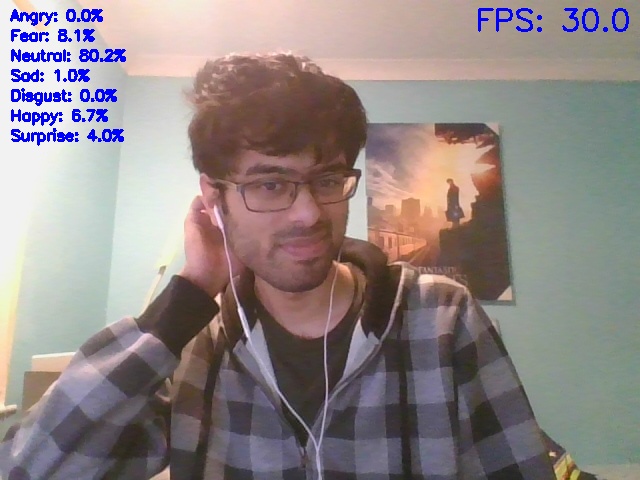 Angry: 0.0%
Fear: 8.1%
Neutral: 80.2%
Sad: 1.0%
Disgust: 0.0%
Happy: 6.7%
Surprise: 4.0%
FPS: 30.0
FANTASTIC